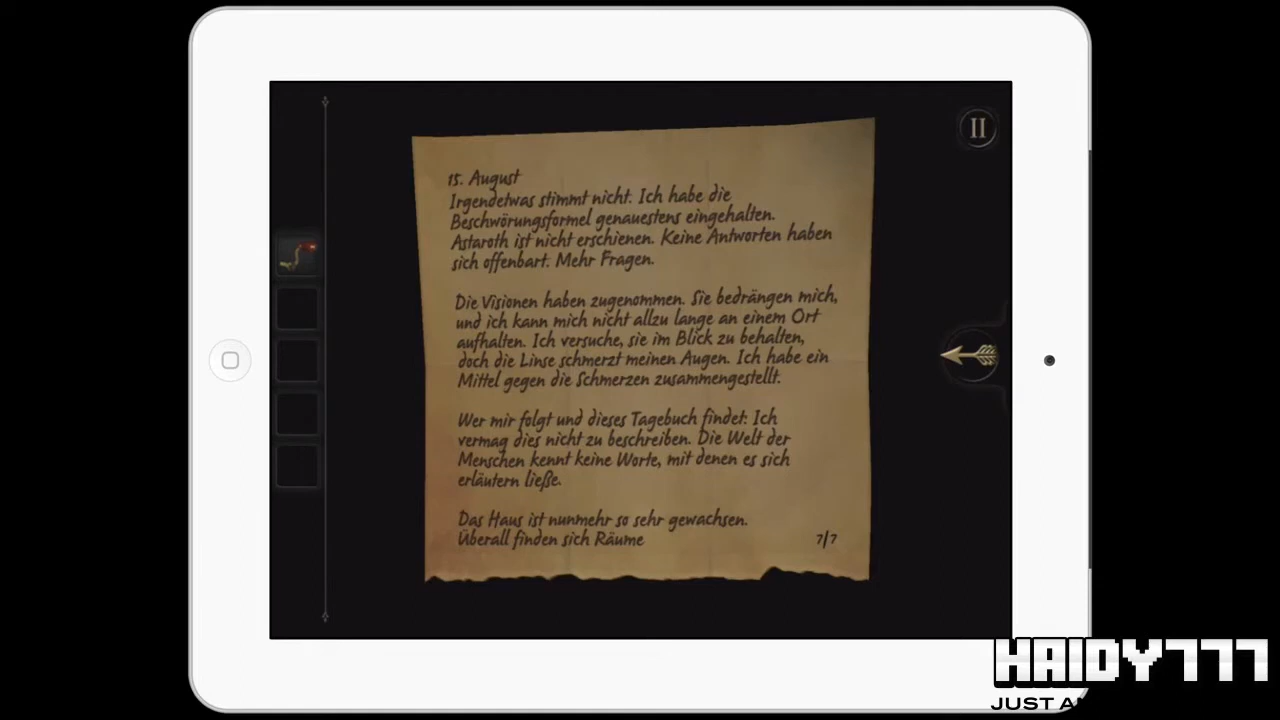 15. August
Irgendetwas stimmt nicht. Ich habe die
Beschwörungsformel genauestens eingehalten.
Astaroth ist nicht erschienen. Keine Antworten haben
sich offenbart. Mehr Fragen.
Die Visionen haben zugenommen. Sie bedrängen mich,
und ich kann mich nicht allzu lange an einem Ort
aufhalten. Ich versuche, sie im Blick zu behalten,
doch die Linse schmerzt meinen Augen. Ich habe ein
Mittel gegen die Schmerzen zusammengestellt.
Wer mir folgt und dieses Tagebuch findet: Ich
vermag dies nicht zu beschreiben. Die Welt der
Menschen kennt keine Worte, mit denen es sich
erläutern ließe.
Das Haus ist nunmehr so sehr gewachsen.
Überall finden sich Räume
7/7
HAIDY777
JUST